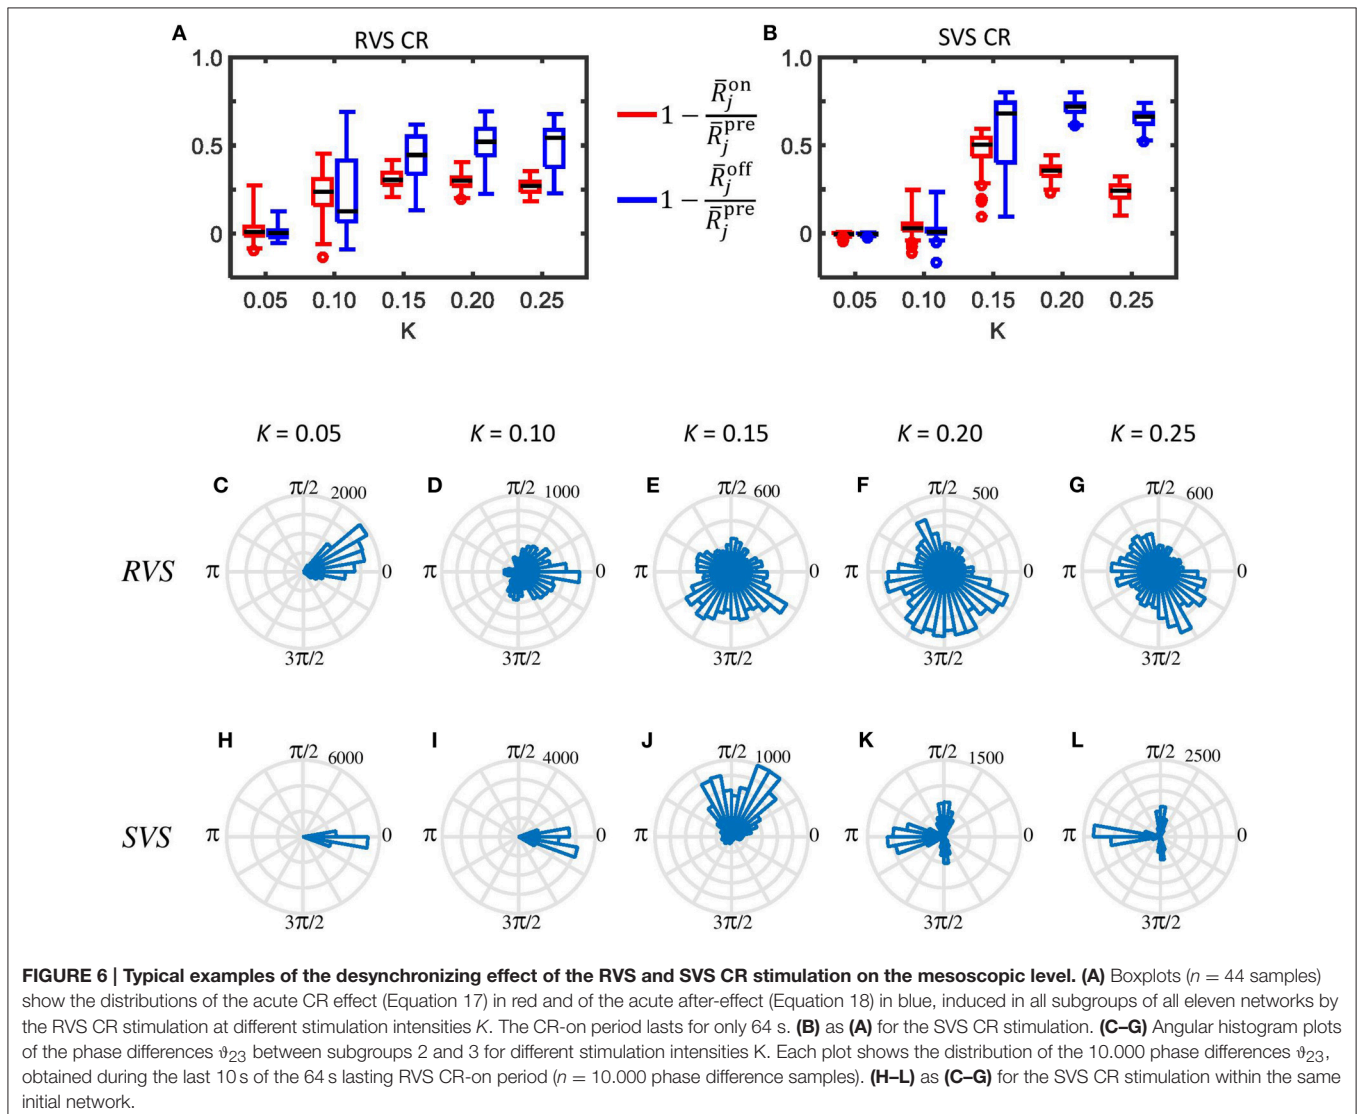 A RVS CR
B SVS CR
1.0
0.5
0
0.05 0.10 0.15 0.20 0.25
K
1 − R̄ⱼᵒⁿ / R̄ⱼᵖʳᵉ
1 − R̄ⱼᵒᶠᶠ / R̄ⱼᵖʳᵉ
1.0
0.5
0
0.05 0.10 0.15 0.20 0.25
K
K = 0.05 K = 0.10 K = 0.15 K = 0.20 K = 0.25
RVS
C π/2 2000 π 0 3π/2
D π/2 1000 0 3π/2
E π/2 600 π 0 3π/2
F π/2 500 π 0 3π/2
G π/2 600 π 0 3π/2
SVS
H π/2 6000 π 0 3π/2
I π/2 4000 π 0 3π/2
J π/2 1000 π 0 3π/2
K π/2 1500 π 0 3π/2
L π/2 2500 π 0 3π/2
FIGURE 6 | Typical examples of the desynchronizing effect of the RVS and SVS CR stimulation on the mesoscopic level. (A) Boxplots (n = 44 samples)
show the distributions of the acute CR effect (Equation 17) in red and of the acute after-effect (Equation 18) in blue, induced in all subgroups of all eleven networks by
the RVS CR stimulation at different stimulation intensities K. The CR-on period lasts for only 64 s. (B) as (A) for the SVS CR stimulation. (C–G) Angular histogram plots
of the phase differences ϑ₂₃ between subgroups 2 and 3 for different stimulation intensities K. Each plot shows the distribution of the 10.000 phase differences ϑ₂₃,
obtained during the last 10 s of the 64 s lasting RVS CR-on period (n = 10.000 phase difference samples). (H–L) as (C–G) for the SVS CR stimulation within the same
initial network.